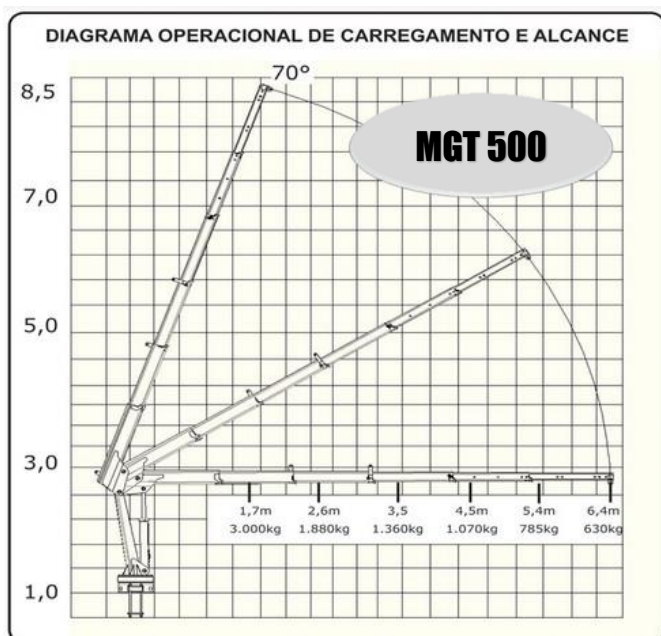 DIAGRAMA OPERACIONAL DE CARREGAMENTO E ALCANCE
70°
8,5
MGT 500
7,0
5,0
3,0
1,7m 2,6m 3,5 4,5m 5,4m 6,4m
3.000kg 1.880kg 1.360kg 1.070kg 785kg 630kg
1,0